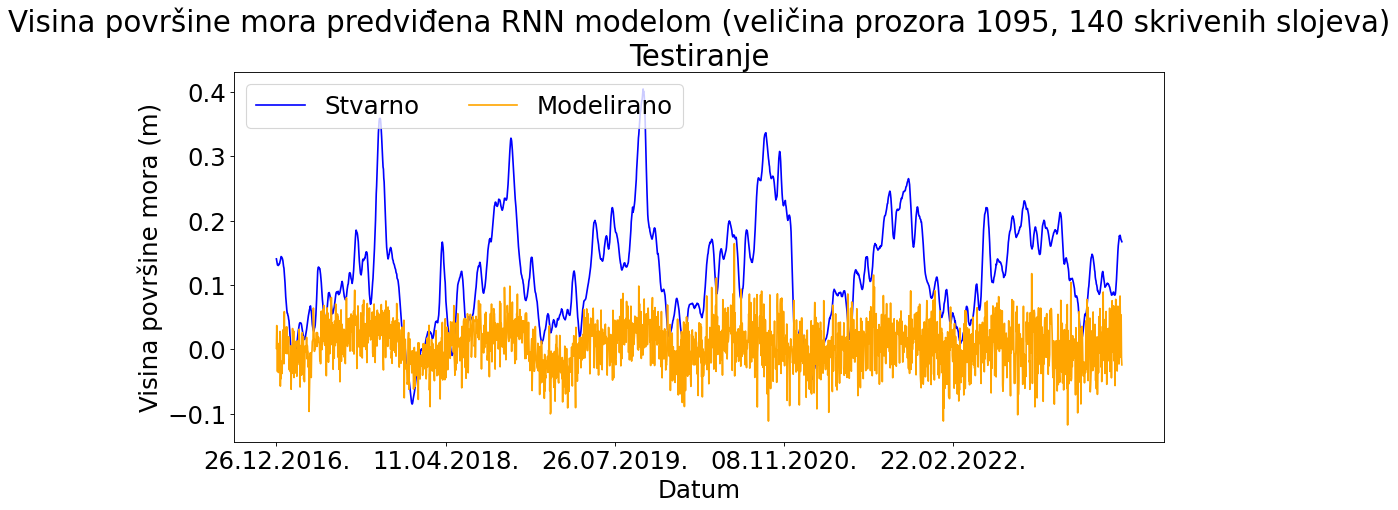 Visina površine mora predviđena RNN modelom (veličina prozora 1095, 140 skrivenih slojeva)
Testiranje
Stvarno Modelirano
Visina površine mora (m)
0.4
0.3
0.2
0.1
0.0
−0.1
26.12.2016. 11.04.2018. 26.07.2019. 08.11.2020. 22.02.2022.
Datum